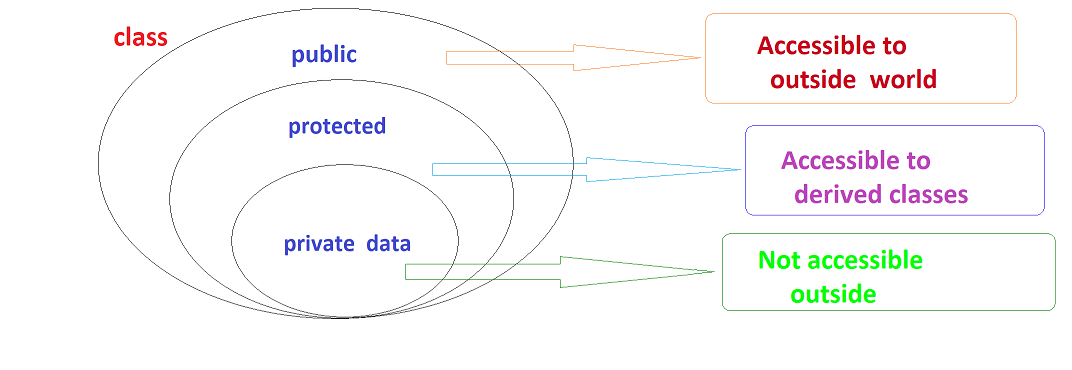 class
public
Accessible to
outside world
protected
Accessible to
derived classes
private data
Not accessible
outside